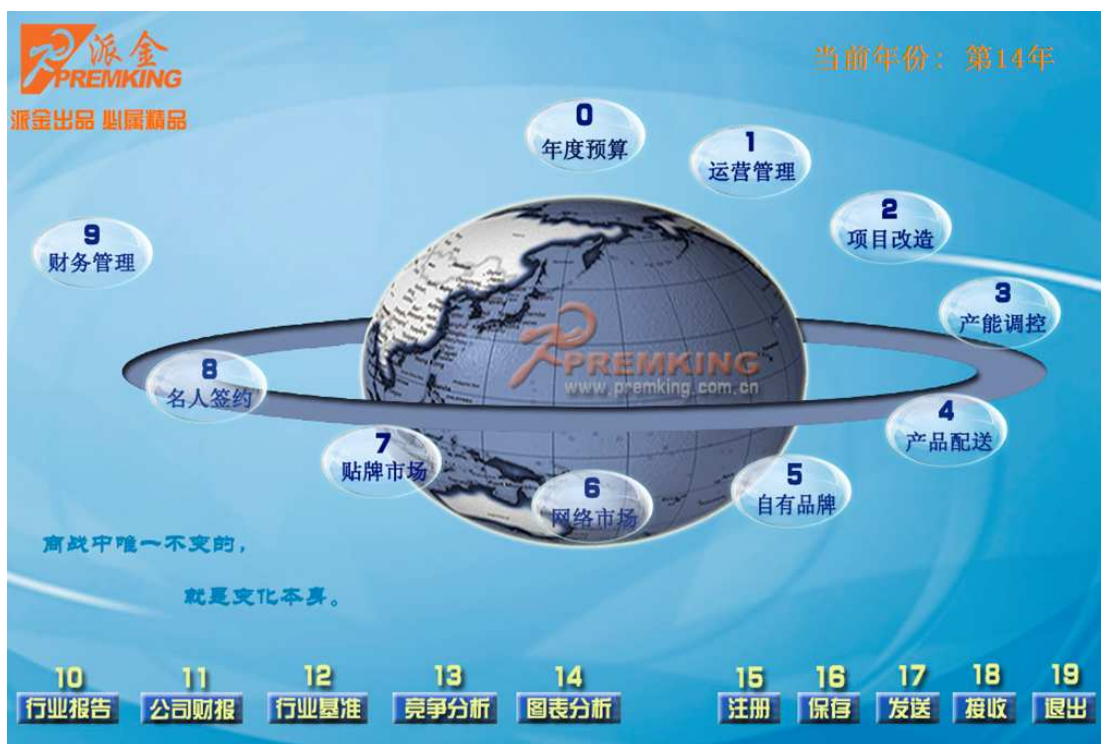 派金
PREMKING
派金出品 必属精品
当前年份: 第14年
0
年度预算
1
运营管理
2
项目改造
3
产能调控
4
产品配送
5
自有品牌
6
网络市场
7
贴牌市场
8
名人签约
9
财务管理
PREMKING
www.premking.com.cn
商战中唯一不变的，
就是变化本身。
10
行业报告
11
公司财报
12
行业基准
13
竞争分析
14
图表分析
15
注册
16
保存
17
发送
18
接收
19
退出